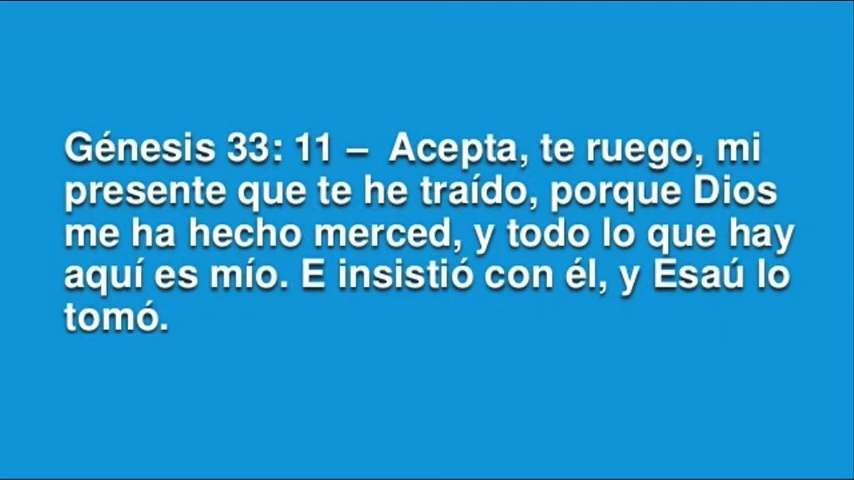 Génesis 33: 11 –  Acepta, te ruego, mi
presente que te he traído, porque Dios
me ha hecho merced, y todo lo que hay
aquí es mío. E insistió con él, y Esaú lo
tomó.